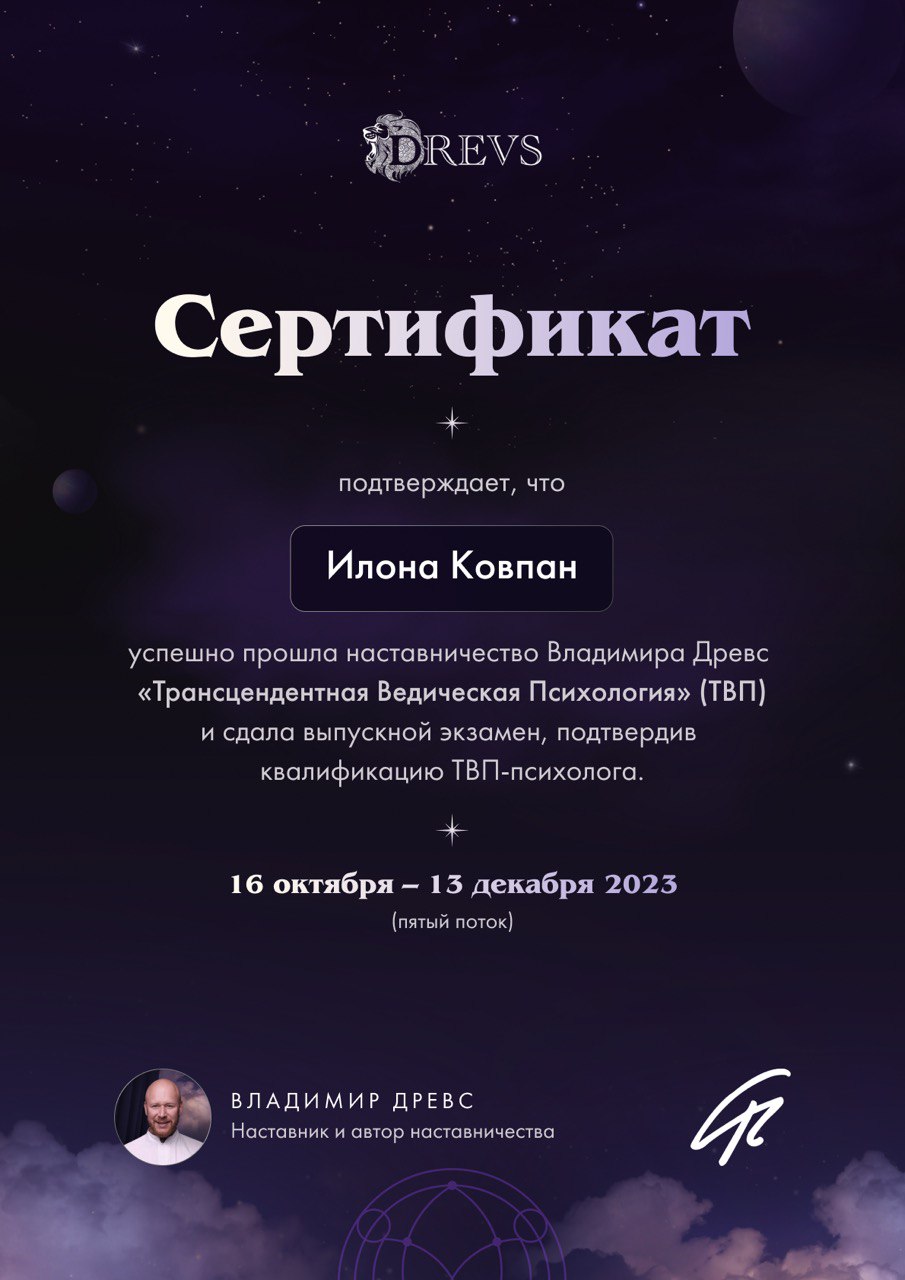 DREVS
Сертификат
подтверждает, что
Илона Ковпан
успешно прошла наставничество Владимира Древс
«Трансцендентная Ведическая Психология» (ТВП)
и сдала выпускной экзамен, подтвердив
квалификацию ТВП-психолога.
16 октября – 13 декабря 2023
(пятый поток)
ВЛАДИМИР ДРЕВС
Наставник и автор наставничества